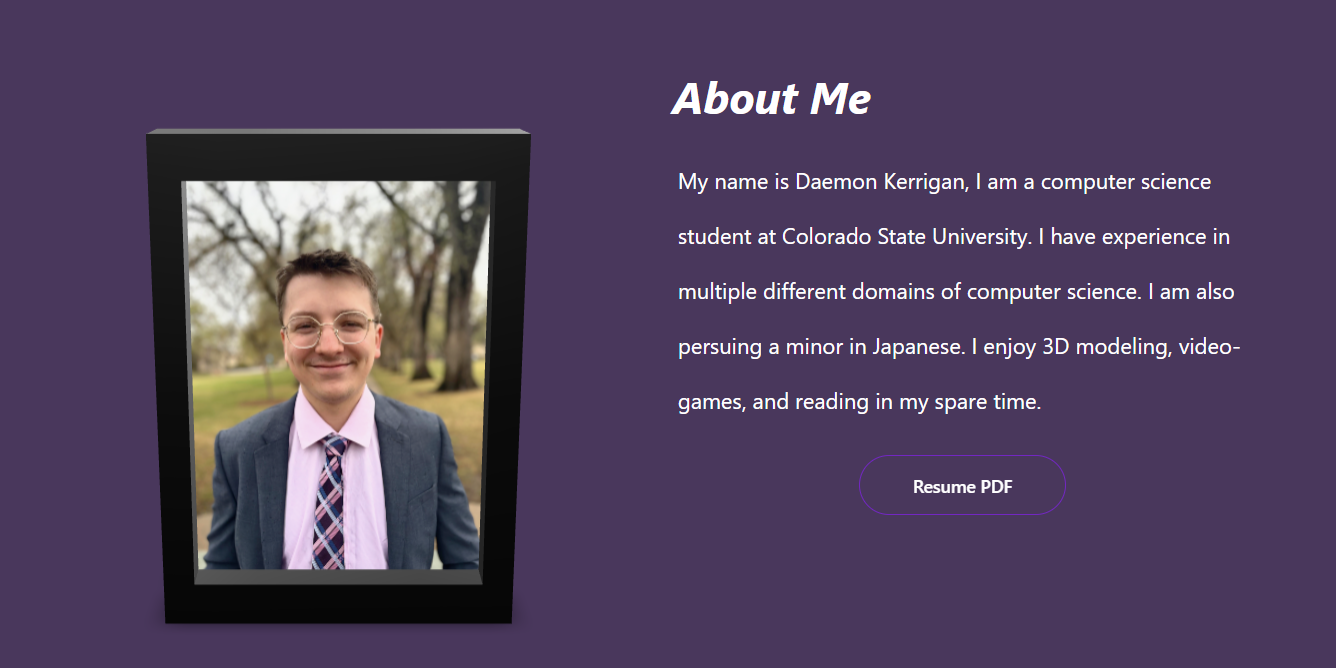 About Me
My name is Daemon Kerrigan, I am a computer science
student at Colorado State University. I have experience in
multiple different domains of computer science. I am also
persuing a minor in Japanese. I enjoy 3D modeling, video-
games, and reading in my spare time.
Resume PDF